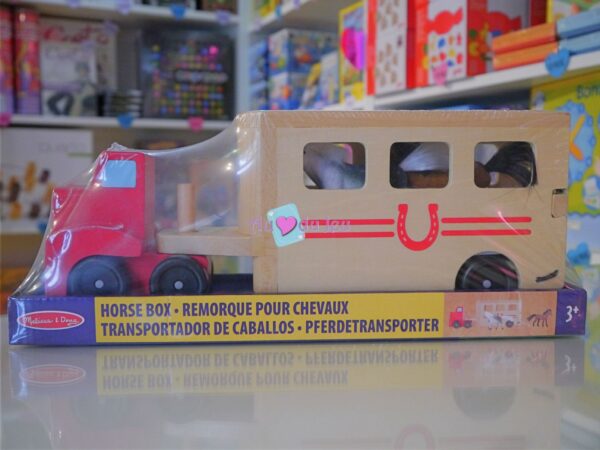 HORSE BOX • REMORQUE POUR CHEVAUX
TRANSPORTADOR DE CABALLOS • PFERDETRANSPORTER
Melissa & Doug
3+